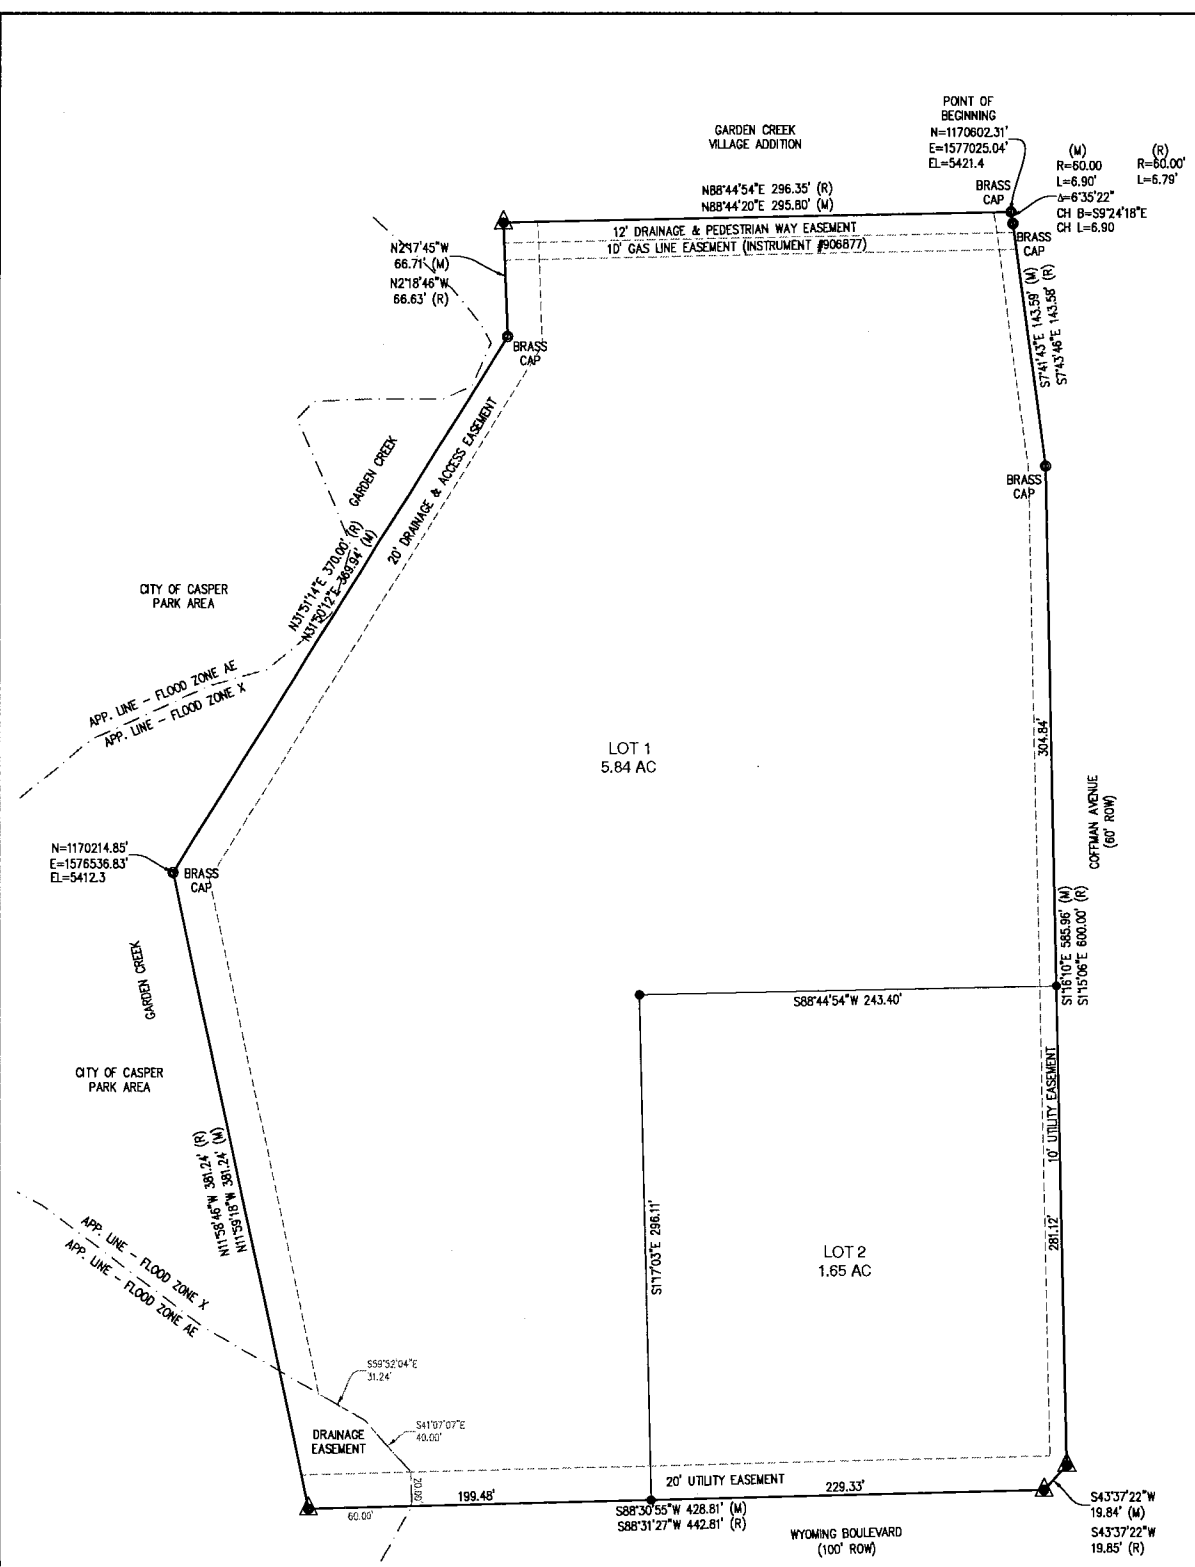 POINT OF
BEGINNING
N=1170602.31'
E=1577025.04'
EL=5421.4
GARDEN CREEK
VILLAGE ADDITION
(M)
R=60.00
L=6.90'
Δ=6°35'22"
CH B=S9°24'18"E
CH L=6.90
(R)
R=60.00'
L=6.79'
BRASS
CAP
N88°44'54"E 296.35' (R)
N88°44'20"E 295.80' (M)
12' DRAINAGE & PEDESTRIAN WAY EASEMENT
10' GAS LINE EASEMENT (INSTRUMENT #906877)
BRASS
CAP
N2°17'45"W
66.71' (M)
N2°18'46"W
66.63' (R)
S7°41'43"E 143.59' (M)
S7°43'46"E 143.58' (R)
BRASS
CAP
BRASS
CAP
GARDEN CREEK
20' DRAINAGE & ACCESS EASEMENT
N31°51'14"E 370.00' (R)
N31°50'12"E 369.94' (M)
CITY OF CASPER
PARK AREA
APP. LINE - FLOOD ZONE AE
APP. LINE - FLOOD ZONE X
LOT 1
5.84 AC
304.84'
COFFMAN AVENUE
(60' ROW)
N=1170214.85'
E=1576536.83'
EL=5412.3
BRASS
CAP
S1°16'10"E 585.96' (M)
S1°15'06"E 600.00' (R)
GARDEN CREEK
S88°44'54"W 243.40'
CITY OF CASPER
PARK AREA
10' UTILITY EASEMENT
N11°58'46"W 381.24' (R)
N11°59'18"W 381.24' (M)
S1°17'03"E 296.11'
281.12'
APP. LINE - FLOOD ZONE X
APP. LINE - FLOOD ZONE AE
LOT 2
1.65 AC
S59°52'04"E
31.24'
S41°07'07"E
40.00'
DRAINAGE
EASEMENT
20.00'
20' UTILITY EASEMENT
60.00'
199.48'
229.33'
S88°30'55"W 428.81' (M)
S88°31'27"W 442.81' (R)
WYOMING BOULEVARD
(100' ROW)
S43°37'22"W
19.84' (M)
S43°37'22"W
19.85' (R)